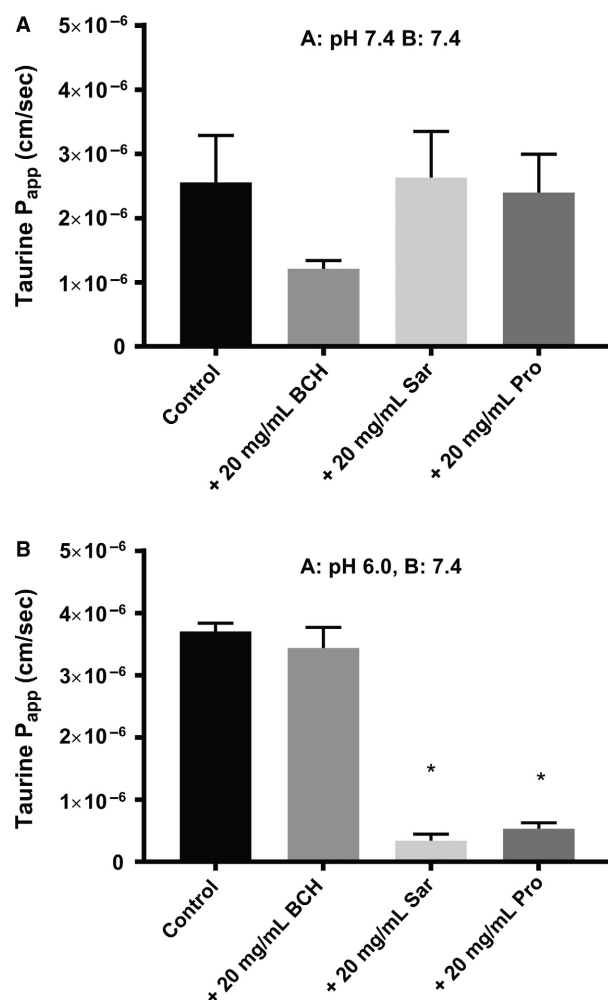 A
A: pH 7.4 B: 7.4
Taurine Papp (cm/sec)
5×10⁻⁶
4×10⁻⁶
3×10⁻⁶
2×10⁻⁶
1×10⁻⁶
0
Control
+ 20 mg/mL BCH
+ 20 mg/mL Sar
+ 20 mg/mL Pro
B
A: pH 6.0, B: 7.4
Taurine Papp (cm/sec)
5×10⁻⁶
4×10⁻⁶
3×10⁻⁶
2×10⁻⁶
1×10⁻⁶
0
*
*
Control
+ 20 mg/mL BCH
+ 20 mg/mL Sar
+ 20 mg/mL Pro